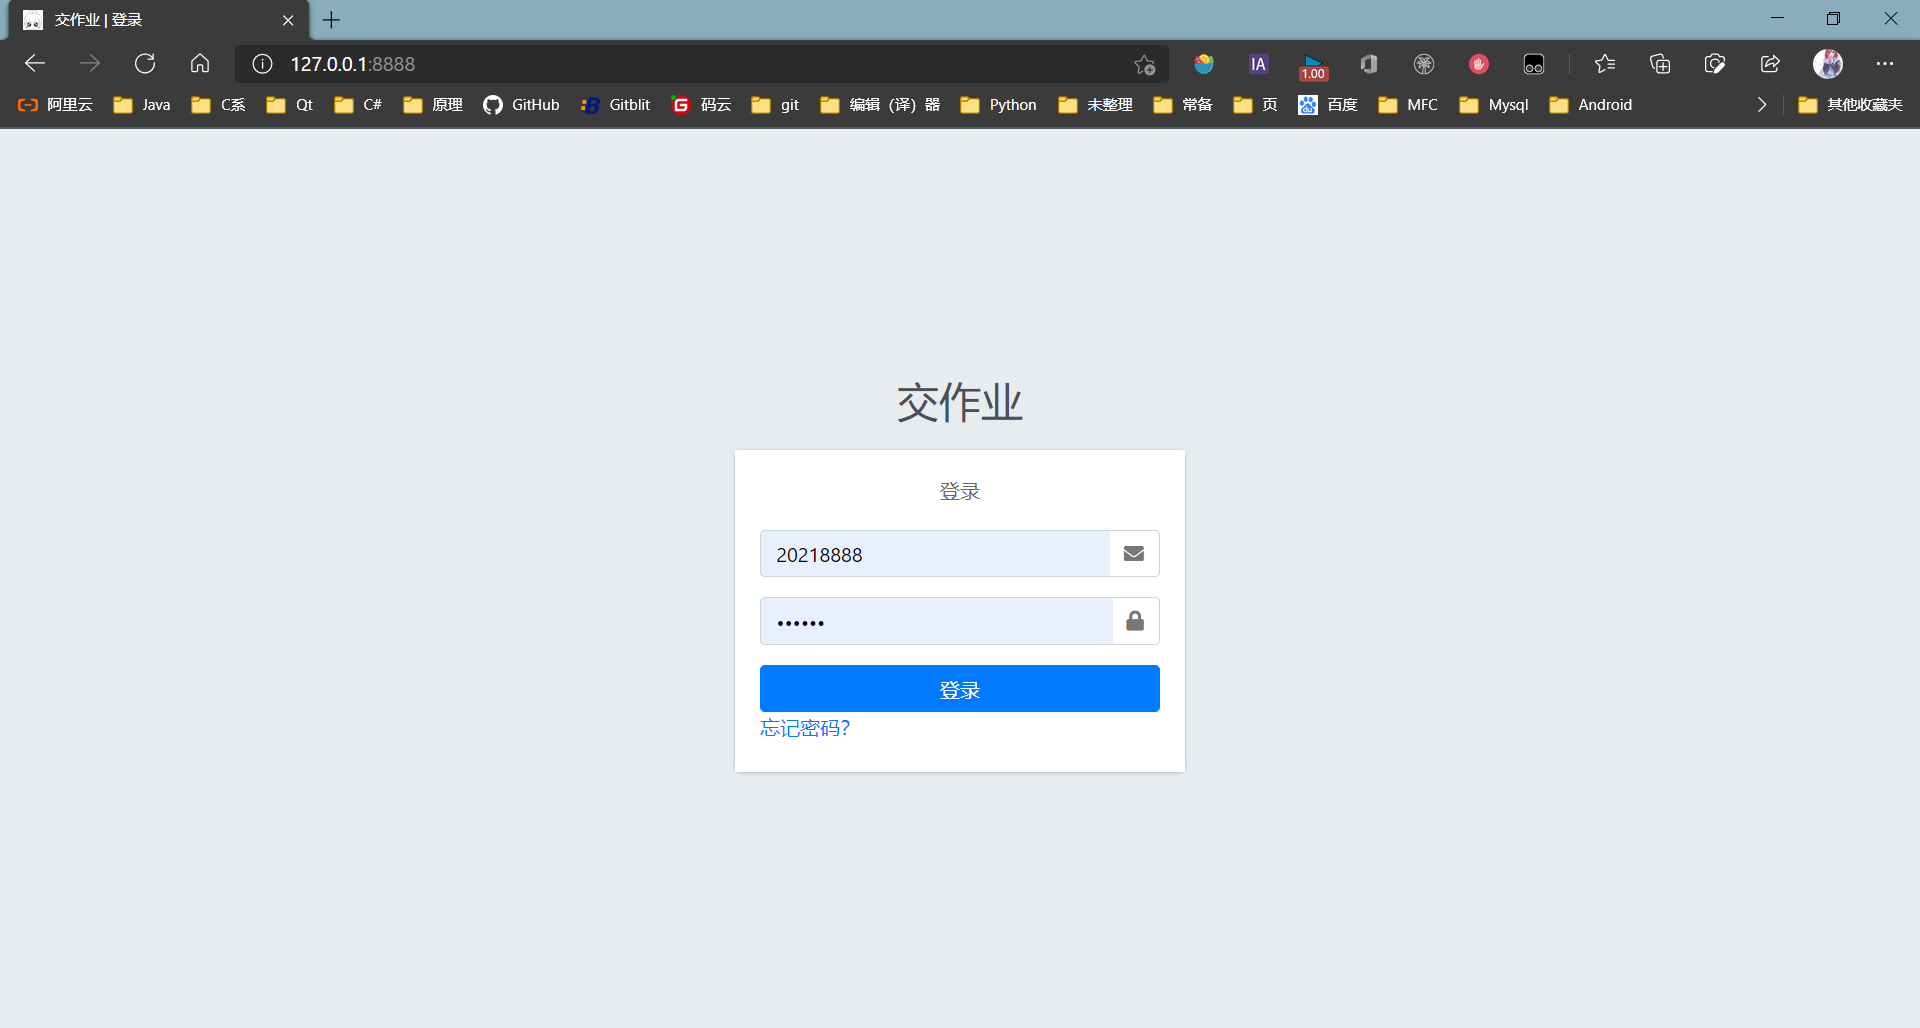 交作业 | 登录
127.0.0.1:8888
IA
1.00
阿里云 Java C系 Qt C# 原理 GitHub Gitblit 码云 git 编辑（译）器 Python 未整理 常备 页 百度 MFC Mysql Android 其他收藏夹
交作业
登录
20218888
••••••
登录
忘记密码？